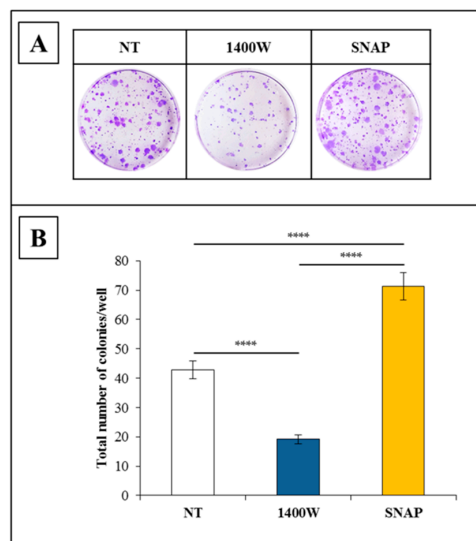 A
NT 1400W SNAP
B
****
****
****
Total number of colonies/well
80
70
60
50
40
30
20
10
0
NT 1400W SNAP